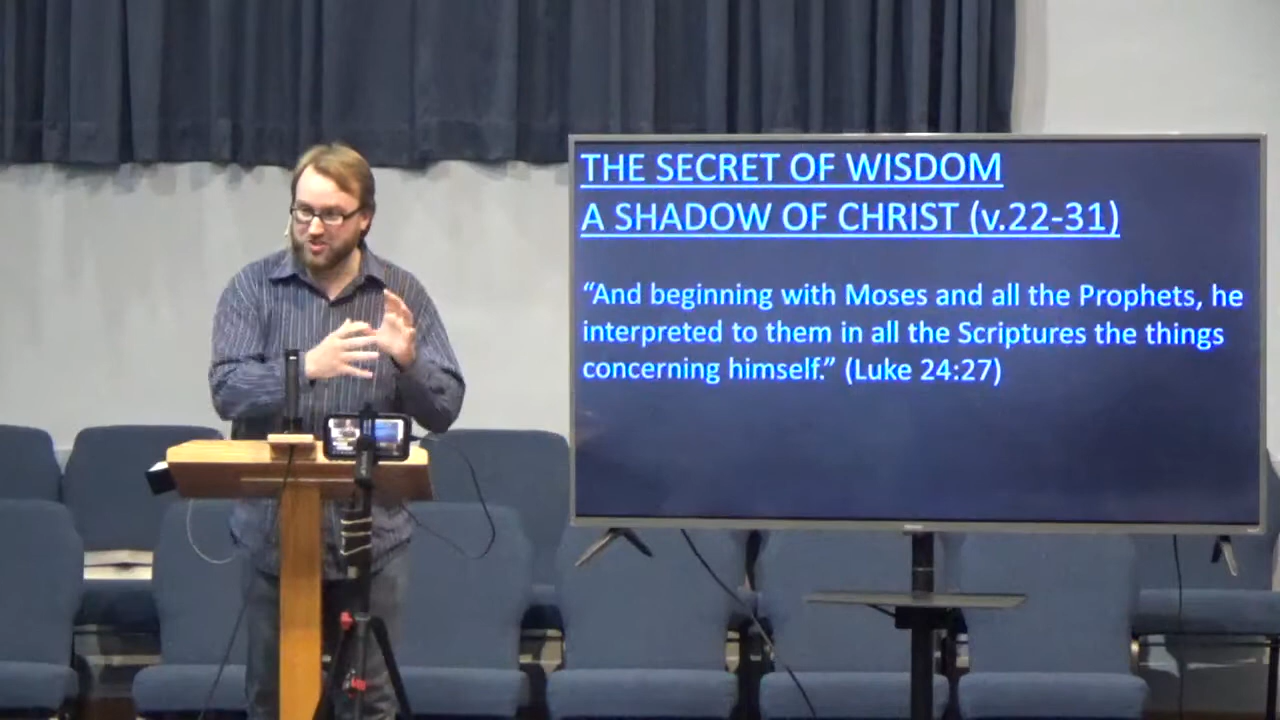 THE SECRET OF WISDOM
A SHADOW OF CHRIST (v.22-31)
“And beginning with Moses and all the Prophets, he
interpreted to them in all the Scriptures the things
concerning himself.” (Luke 24:27)